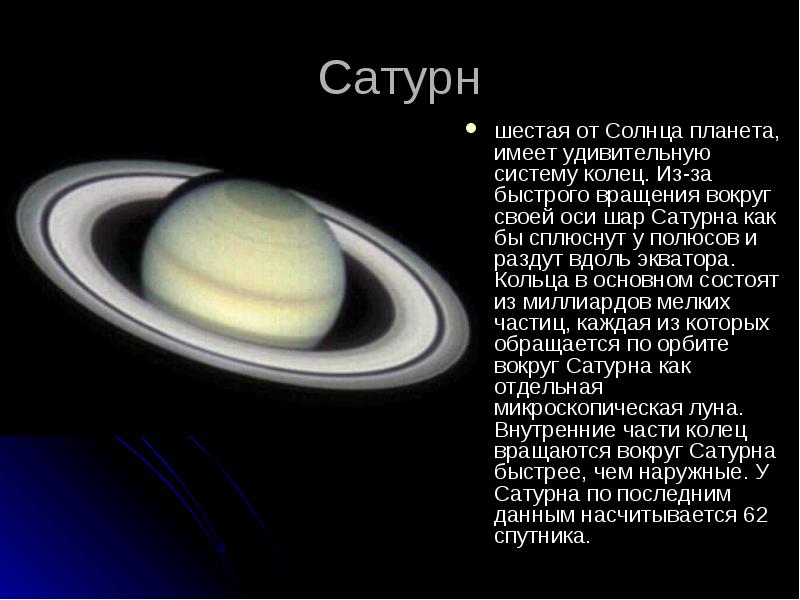 Сатурн
шестая от Солнца планета,
имеет удивительную
систему колец. Из-за
быстрого вращения вокруг
своей оси шар Сатурна как
бы сплюснут у полюсов и
раздут вдоль экватора.
Кольца в основном состоят
из миллиардов мелких
частиц, каждая из которых
обращается по орбите
вокруг Сатурна как
отдельная
микроскопическая луна.
Внутренние части колец
вращаются вокруг Сатурна
быстрее, чем наружные. У
Сатурна по последним
данным насчитывается 62
спутника.